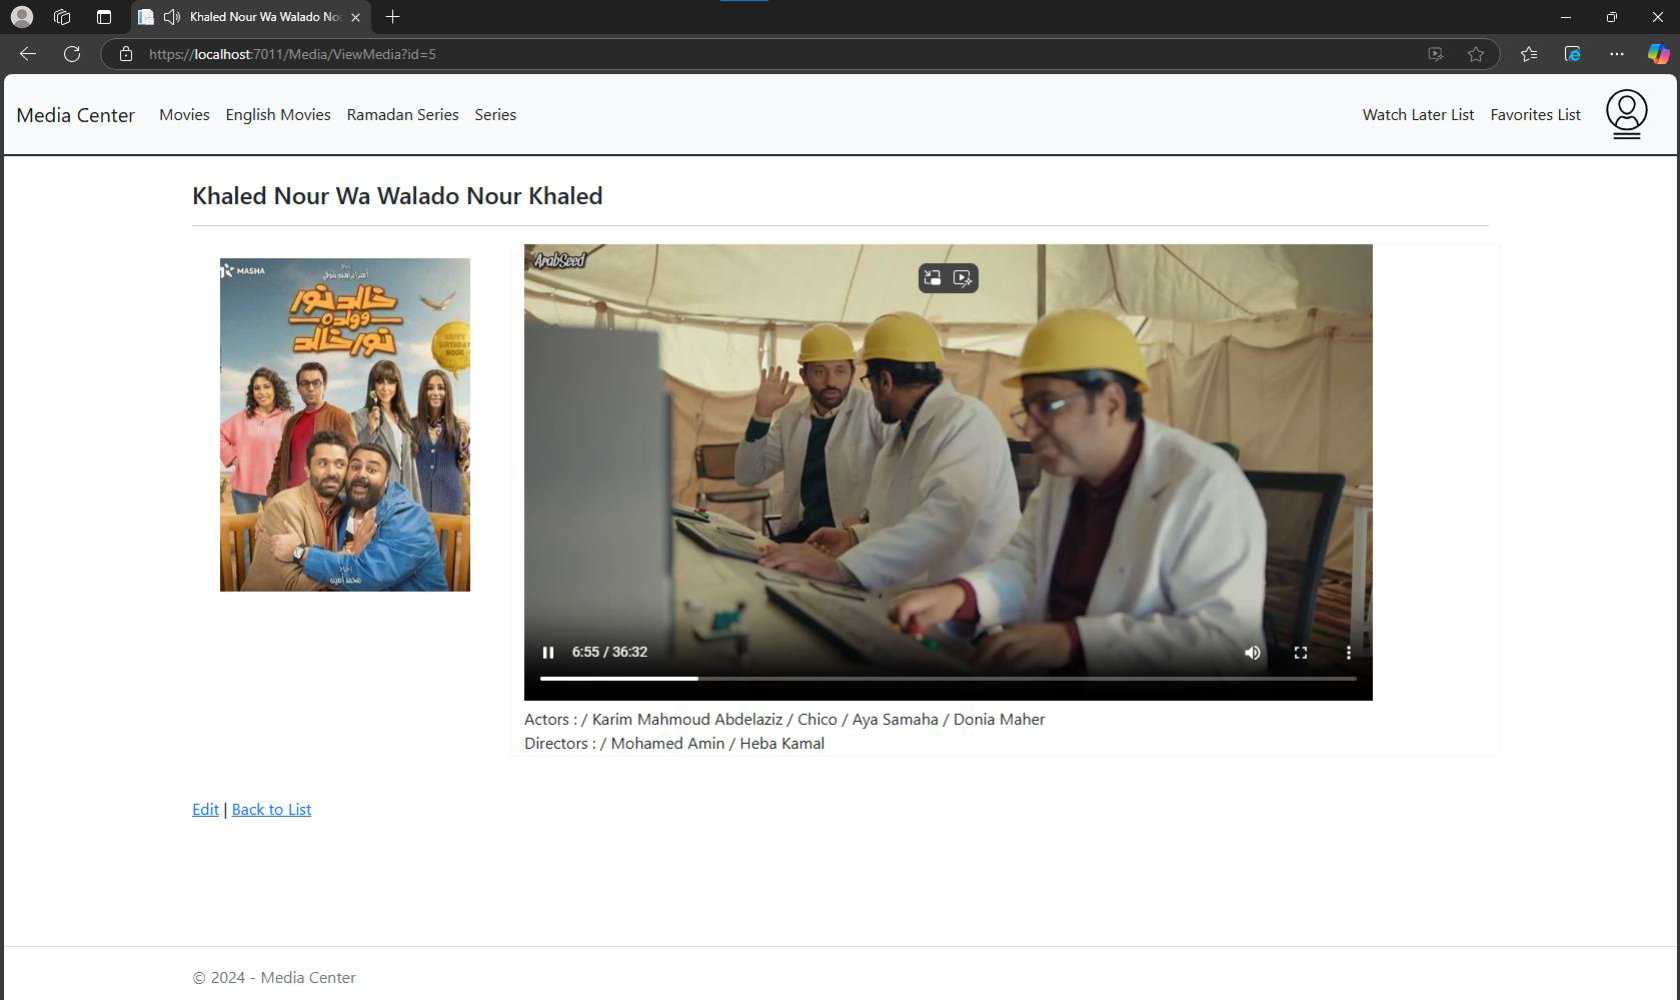 Khaled Nour Wa Walado No
https://localhost:7011/Media/ViewMedia?id=5
Media Center
Movies
English Movies
Ramadan Series
Series
Watch Later List
Favorites List
Khaled Nour Wa Walado Nour Khaled
MASHA
خالد نور
وولده
نور خالد
HAPPY
BIRTHDAY
NOUR
إخراج
محمد أمين
ArabSeed
6:55 / 36:32
Actors : / Karim Mahmoud Abdelaziz / Chico / Aya Samaha / Donia Maher
Directors : / Mohamed Amin / Heba Kamal
Edit | Back to List
© 2024 - Media Center